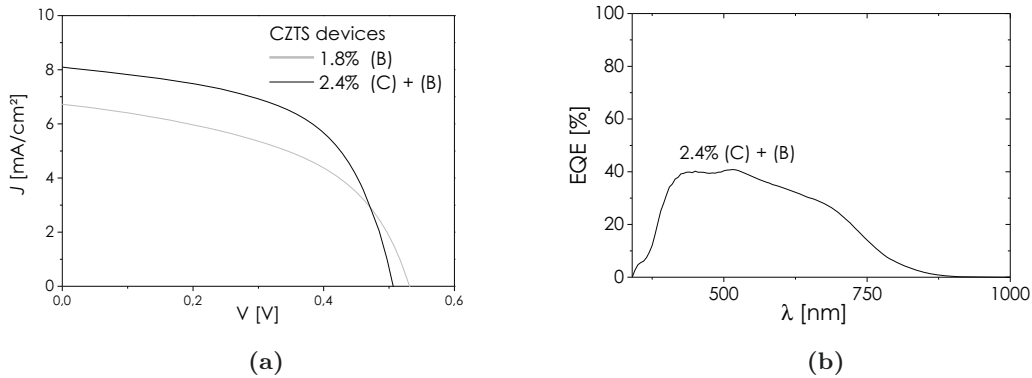 10
8
6
4
2
0
J [mA/cm²]
CZTS devices
1.8% (B)
2.4% (C) + (B)
0,0
0,2
0,4
0,6
V [V]
(a)
100
80
60
40
20
0
EQE [%]
2.4% (C) + (B)
500
750
1000
λ [nm]
(b)